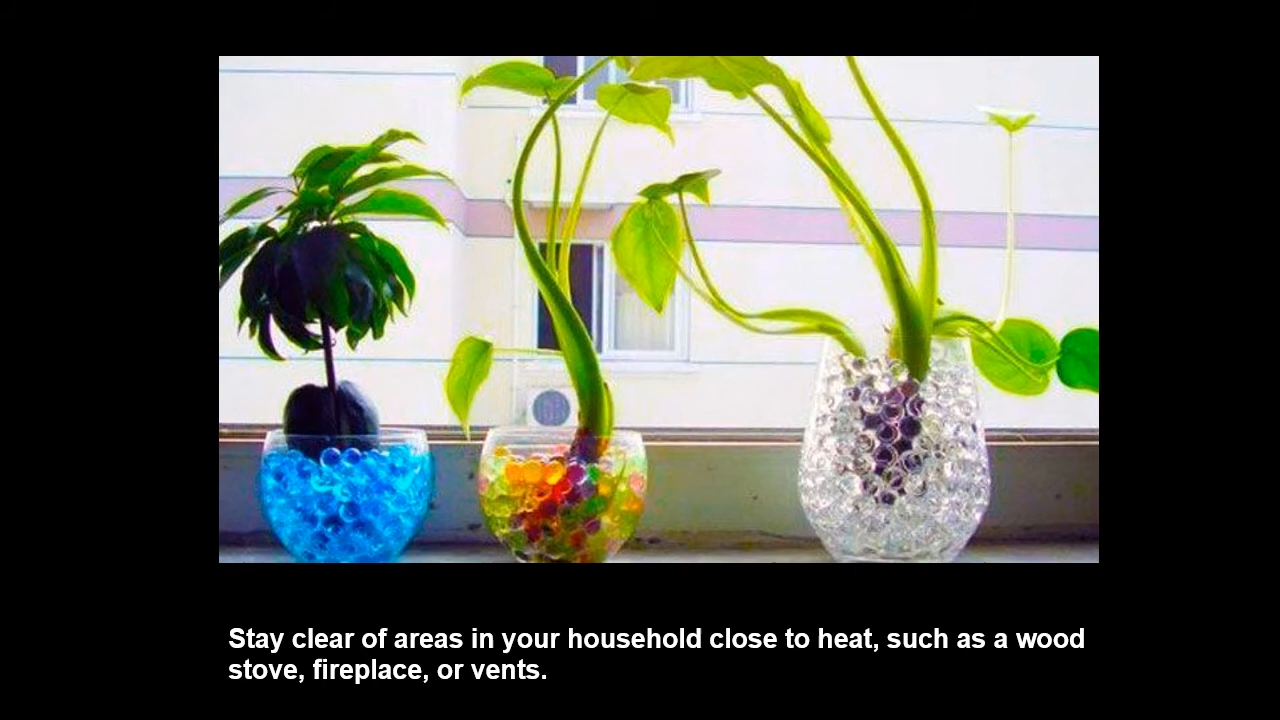 Stay clear of areas in your household close to heat, such as a wood
stove, fireplace, or vents.